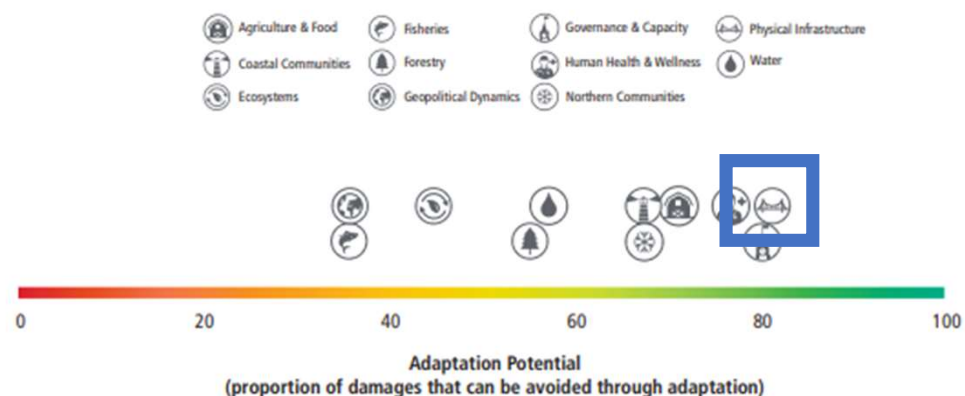 Agriculture & Food
Fisheries
Governance & Capacity
Physical Infrastructure
Coastal Communities
Forestry
Human Health & Wellness
Water
Ecosystems
Geopolitical Dynamics
Northern Communities
0 20 40 60 80 100
Adaptation Potential
(proportion of damages that can be avoided through adaptation)